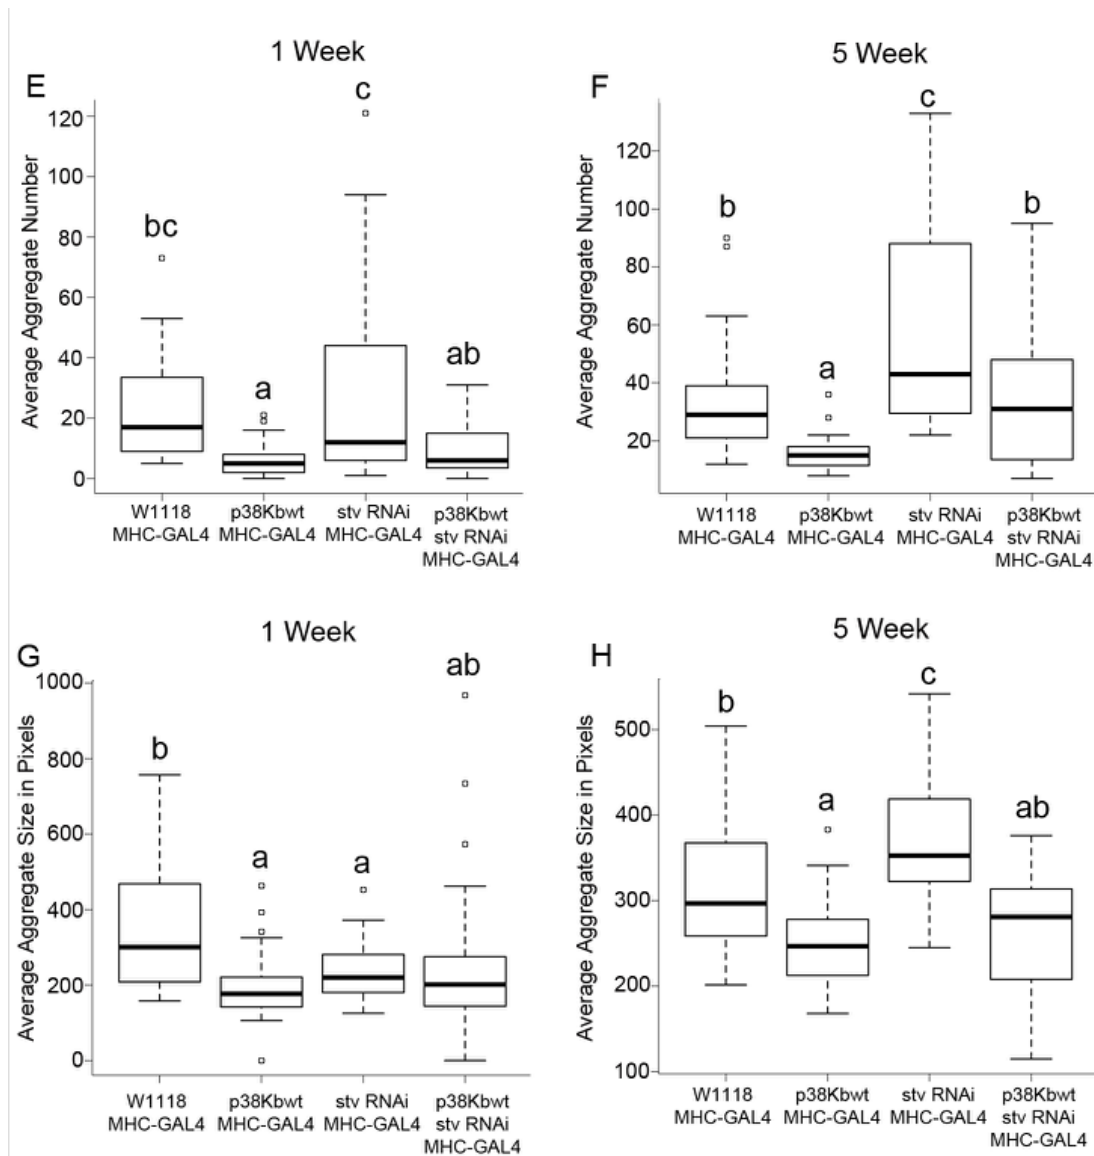 1 Week
E
Average Aggregate Number
120
100
80
60
40
20
0
bc
a
c
ab
W1118
MHC-GAL4
p38Kbwt
MHC-GAL4
stv RNAi
MHC-GAL4
p38Kbwt
stv RNAi
MHC-GAL4
5 Week
F
Average Aggregate Number
120
100
80
60
40
20
b
a
c
b
W1118
MHC-GAL4
p38Kbwt
MHC-GAL4
stv RNAi
MHC-GAL4
p38Kbwt
stv RNAi
MHC-GAL4
1 Week
G
Average Aggregate Size in Pixels
1000
800
600
400
200
0
b
a
a
ab
W1118
MHC-GAL4
p38Kbwt
MHC-GAL4
stv RNAi
MHC-GAL4
p38Kbwt
stv RNAi
MHC-GAL4
5 Week
H
Average Aggregate Size in Pixels
500
400
300
200
100
b
a
c
ab
W1118
MHC-GAL4
p38Kbwt
MHC-GAL4
stv RNAi
MHC-GAL4
p38Kbwt
stv RNAi
MHC-GAL4